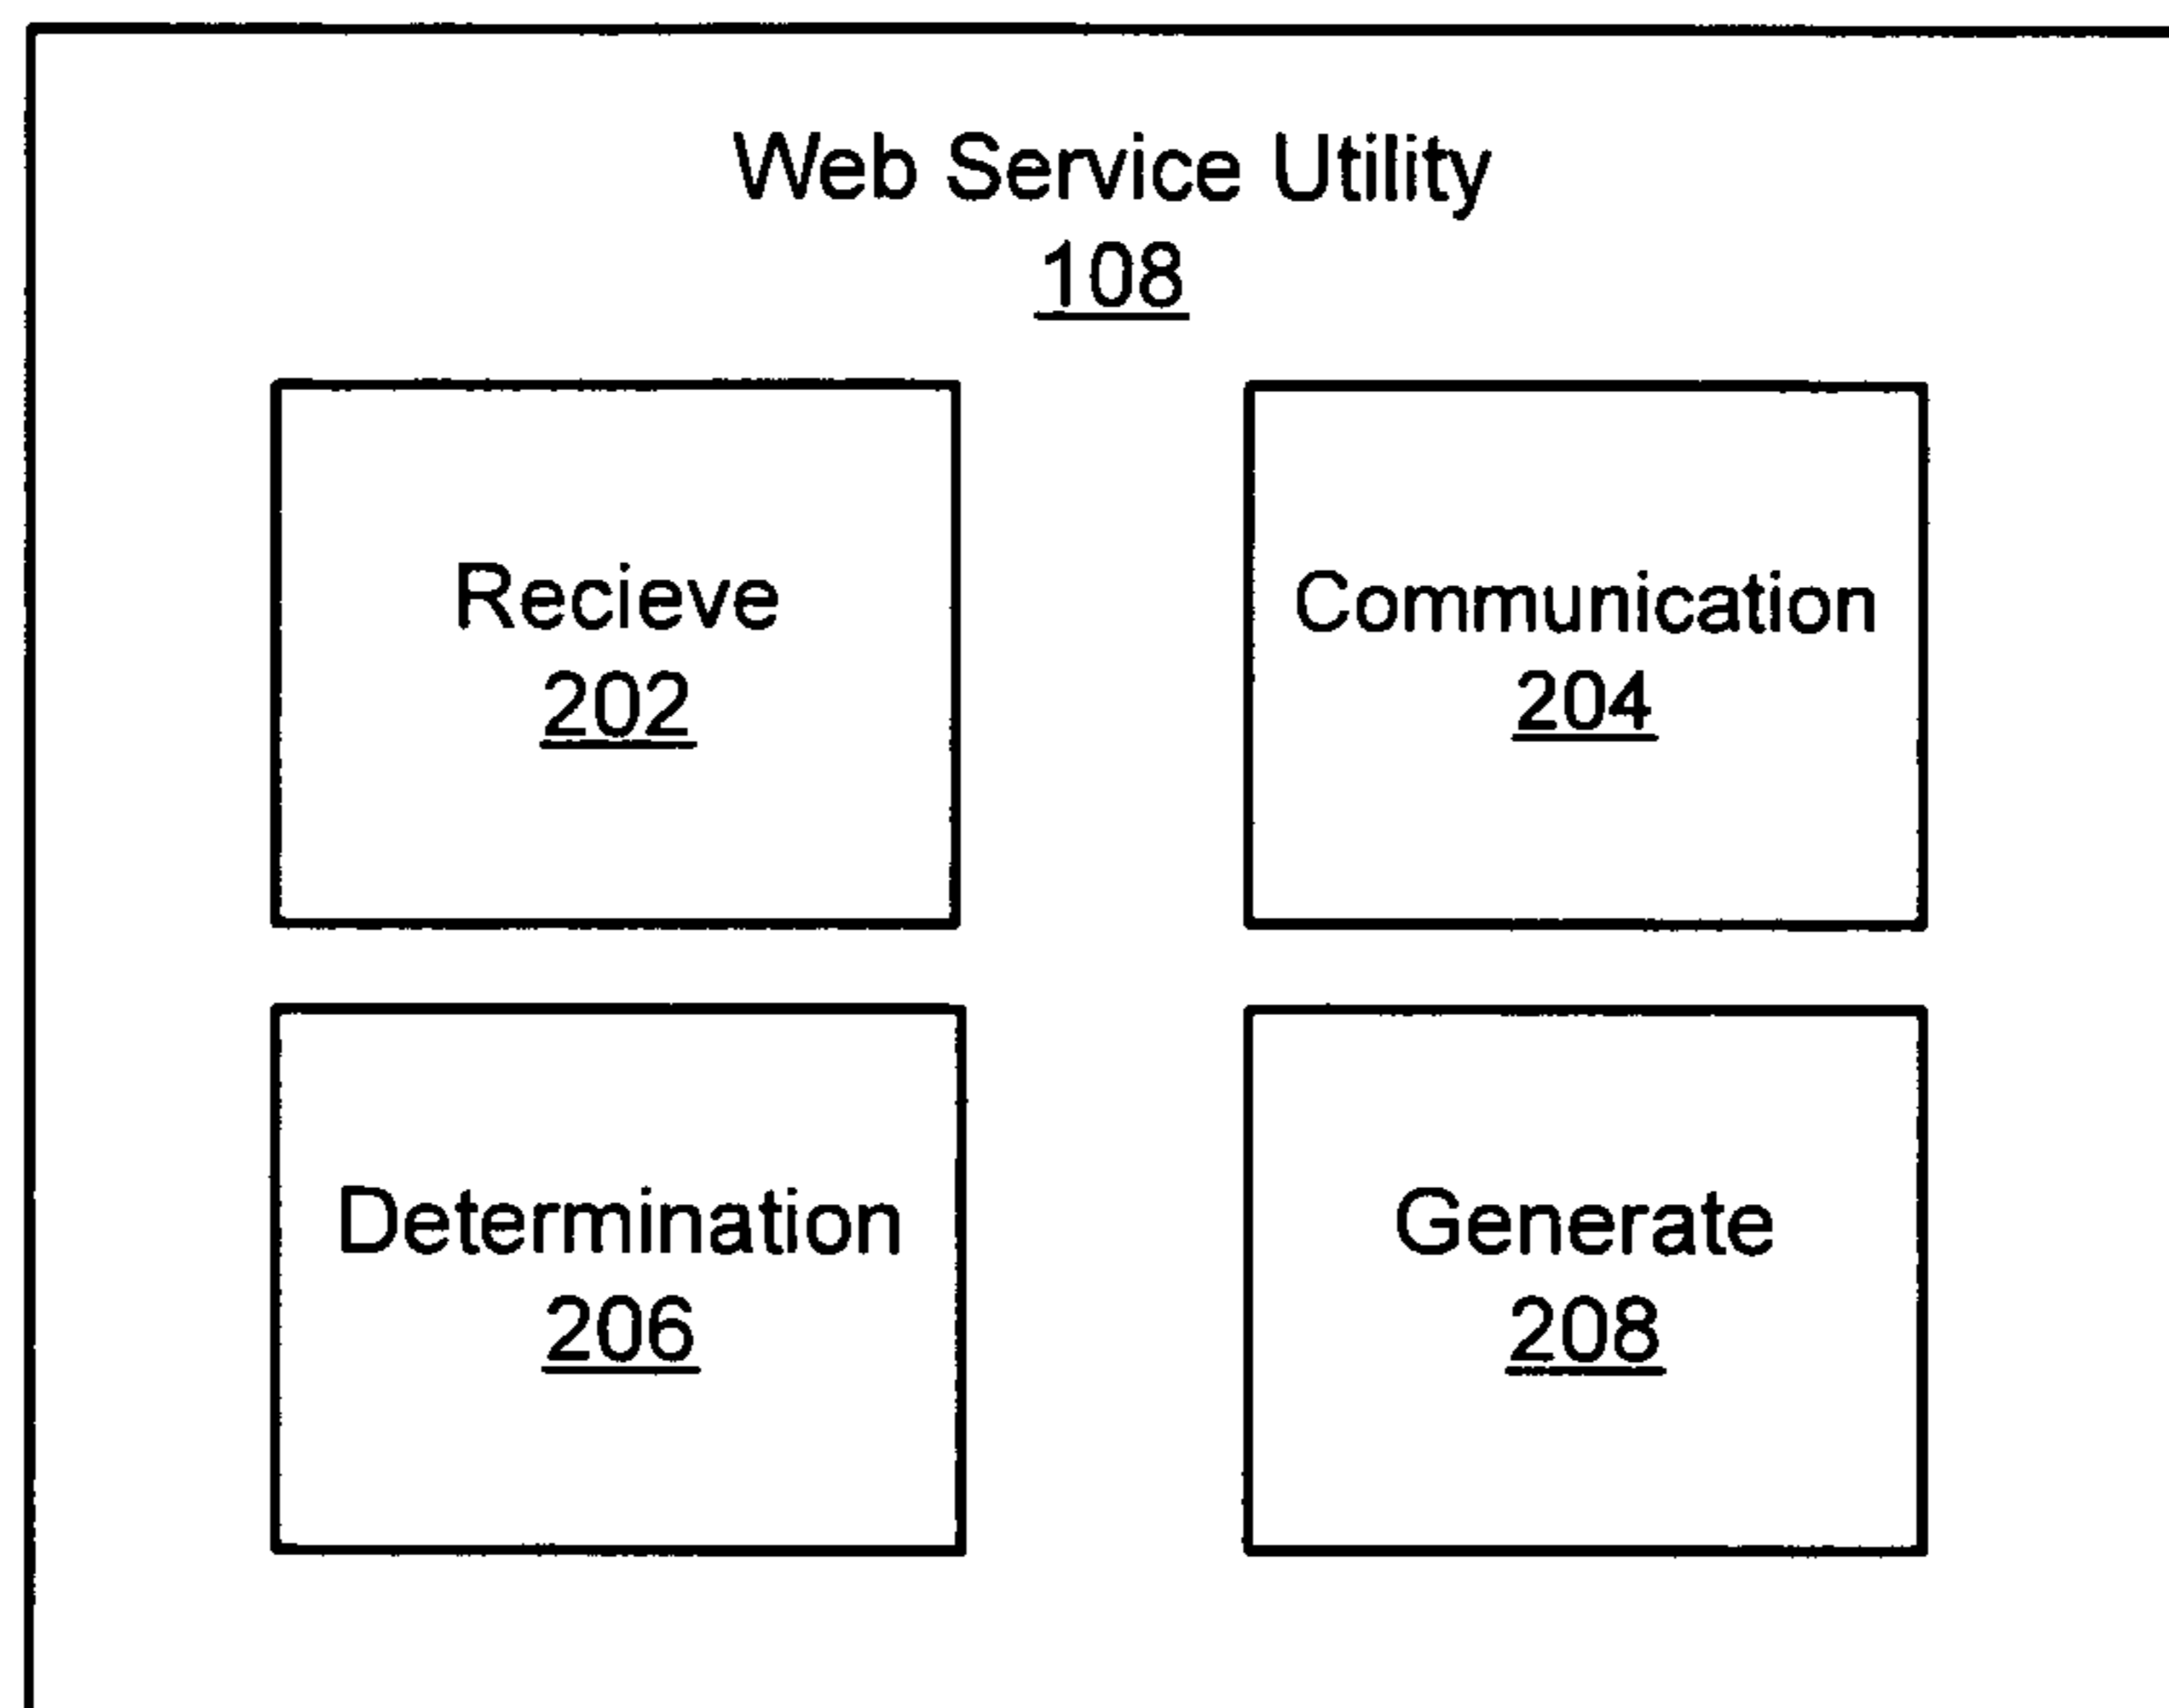 Web Service Utility
108
Recieve
202
Communication
204
Determination
206
Generate
208